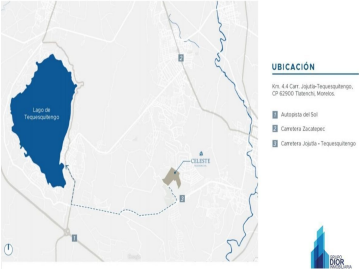 Lago de
Tequesquitengo
2
CELESTE
3
1
UBICACIÓN
Km. 4.4 Carr. Jojutla-Tequesquitengo,
CP 62900 Tlatenchi, Morelos.
1 Autopista del Sol
2 Carretera Zacatepec
3 Carretera Jojutla - Tequesquitengo
GRUPO
DIOR
INMOBILIARIA